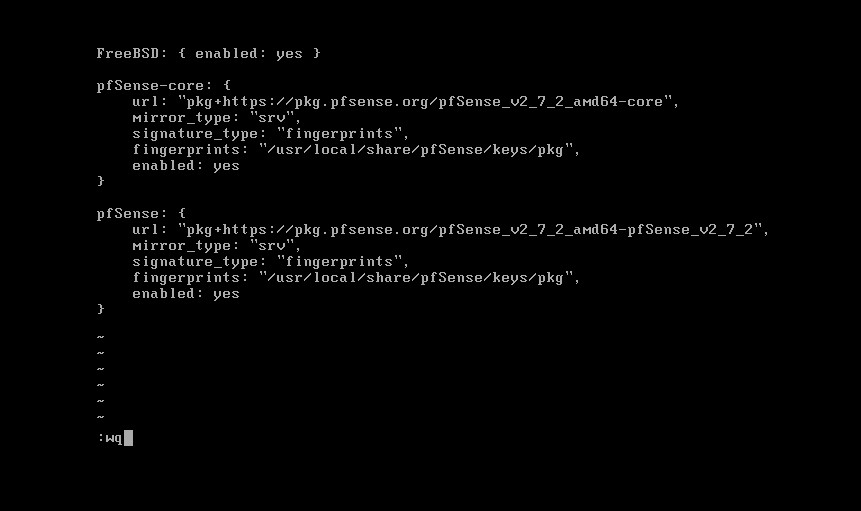 FreeBSD: { enabled: yes }
pfSense-core: {
url: "pkg+https://pkg.pfsense.org/pfSense_v2_7_2_amd64-core",
mirror_type: "srv",
signature_type: "fingerprints",
fingerprints: "/usr/local/share/pfSense/keys/pkg",
enabled: yes
}
pfSense: {
url: "pkg+https://pkg.pfsense.org/pfSense_v2_7_2_amd64-pfSense_v2_7_2",
mirror_type: "srv",
signature_type: "fingerprints",
fingerprints: "/usr/local/share/pfSense/keys/pkg",
enabled: yes
}
~
~
~
~
~
~
:wq